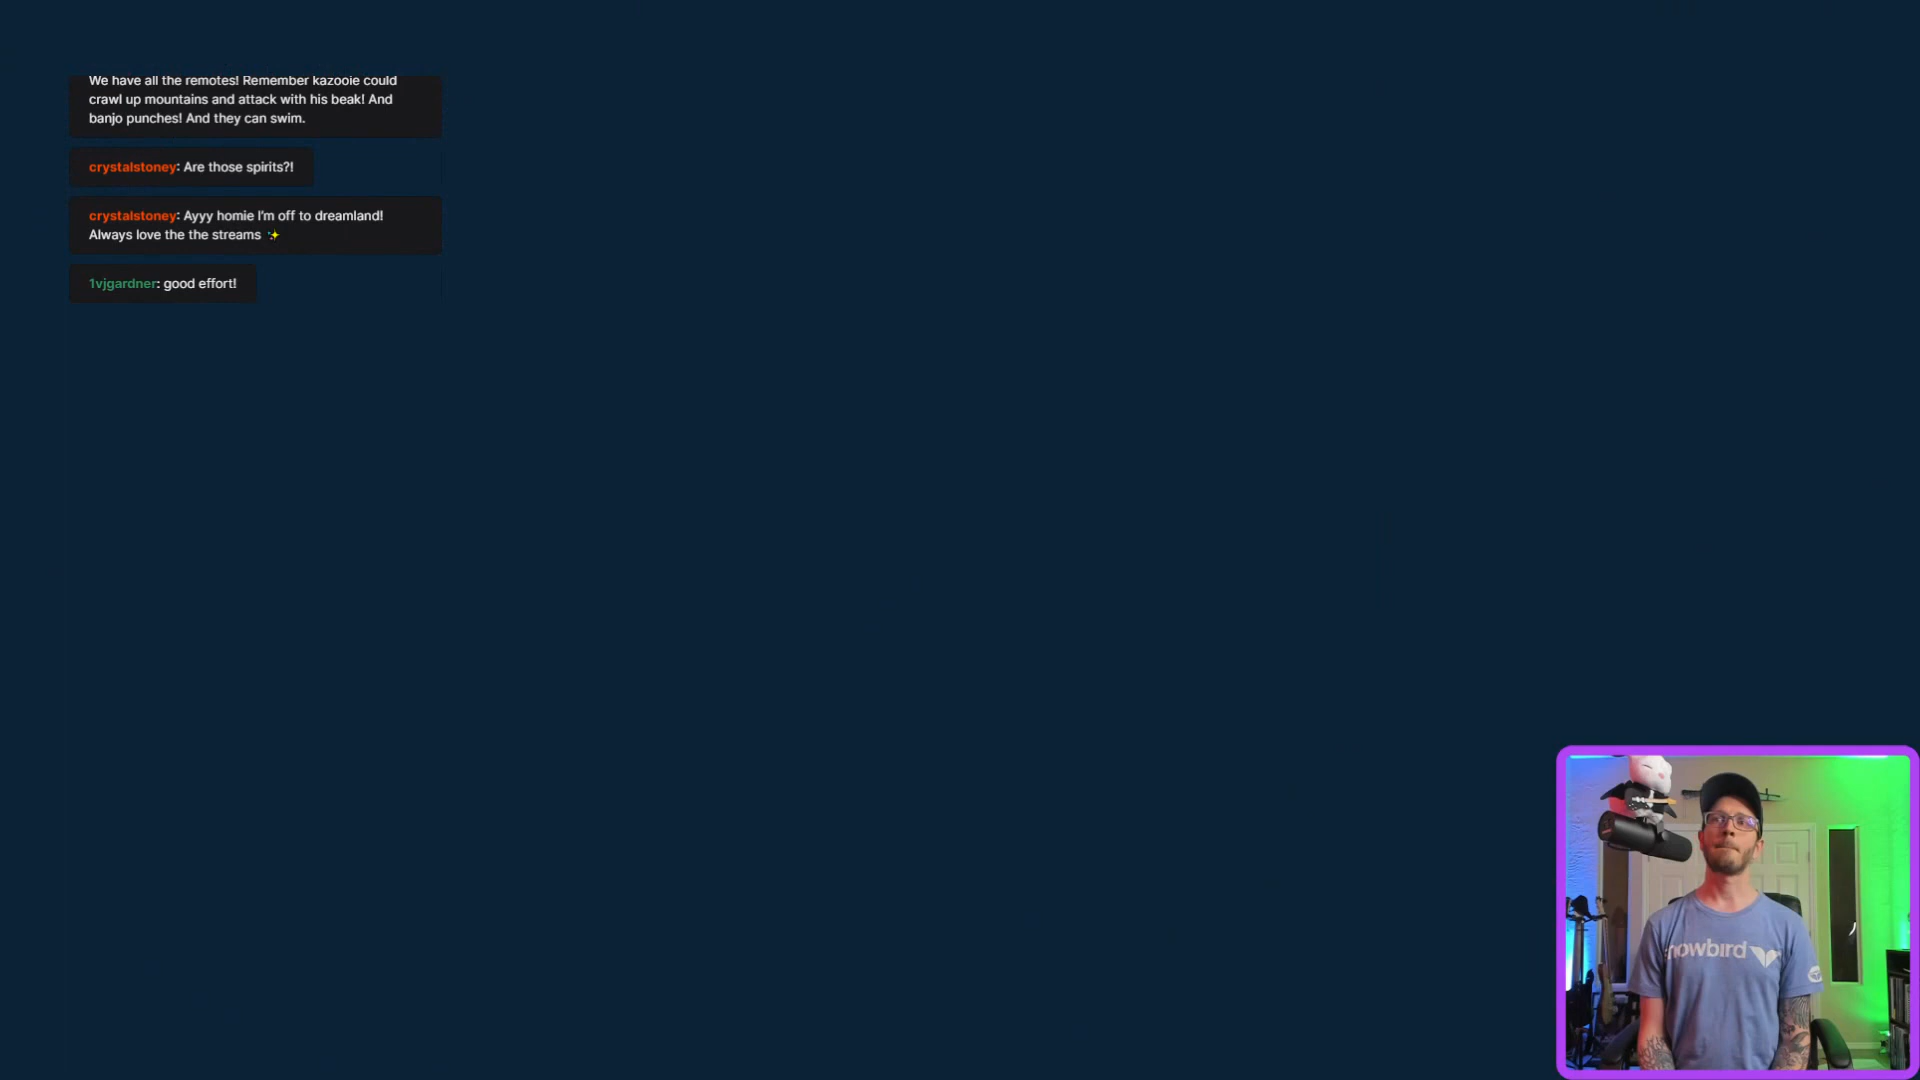 We have all the remotes! Remember kazooie could
crawl up mountains and attack with his beak! And
banjo punches! And they can swim.
crystalstoney: Are those spirits?!
crystalstoney: Ayyy homie I'm off to dreamland!
Always love the the streams ✨
1vjgardner: good effort!
nowbird